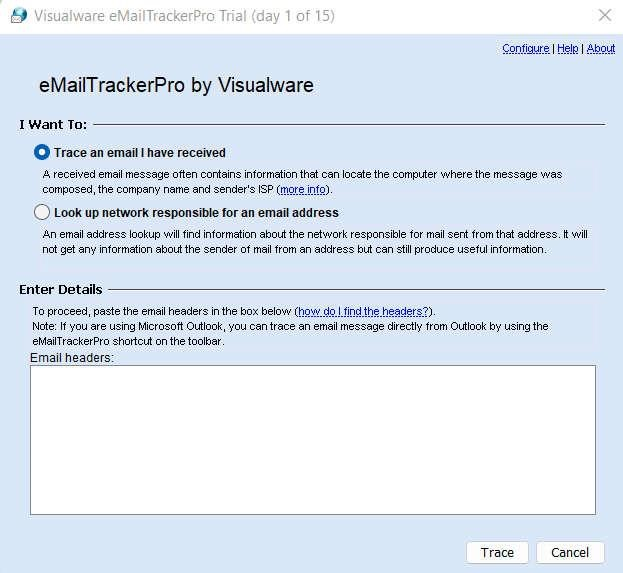 Visualware eMailTrackerPro Trial (day 1 of 15)
Configure | Help | About
eMailTrackerPro by Visualware
I Want To:
Trace an email I have received
A received email message often contains information that can locate the computer where the message was
composed, the company name and sender's ISP (more info).
Look up network responsible for an email address
An email address lookup will find information about the network responsible for mail sent from that address. It will
not get any information about the sender of mail from an address but can still produce useful information.
Enter Details
To proceed, paste the email headers in the box below (how do I find the headers?).
Note: If you are using Microsoft Outlook, you can trace an email message directly from Outlook by using the
eMailTrackerPro shortcut on the toolbar.
Email headers:
Trace Cancel